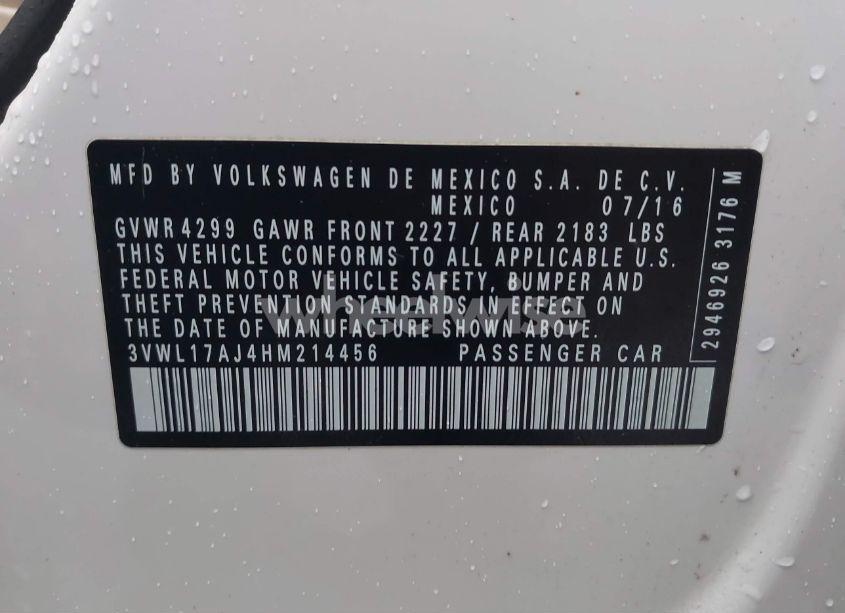 MFD BY VOLKSWAGEN DE MEXICO S.A. DE C.V.
MEXICO 07/16
GVWR 4299 GAWR FRONT 2227 / REAR 2183 LBS
THIS VEHICLE CONFORMS TO ALL APPLICABLE U.S.
FEDERAL MOTOR VEHICLE SAFETY, BUMPER AND
THEFT PREVENTION STANDARDS IN EFFECT ON
THE DATE OF MANUFACTURE SHOWN ABOVE.
3VWL17AJ4HM214456 PASSENGER CAR
2946926 3176 M
wheelwise